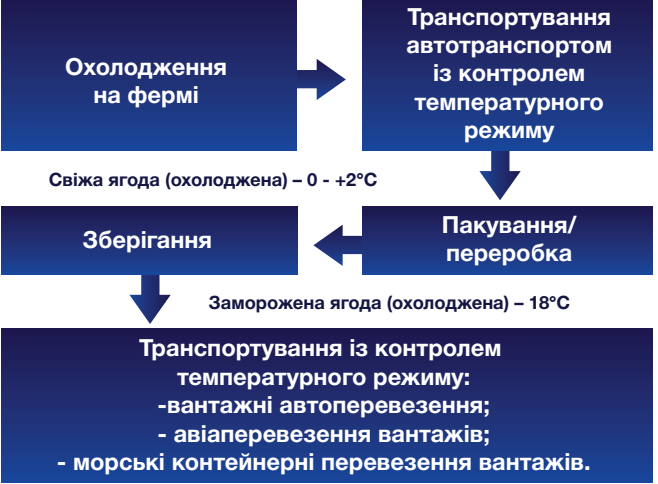 Охолодження
на фермі
Транспортування
автотранспортом
із контролем
температурного
режиму
Свіжа ягода (охолоджена) – 0 - +2°C
Пакування/
переробка
Зберігання
Заморожена ягода (охолоджена) – 18°C
Транспортування із контролем
температурного режиму:
-вантажні автоперевезення;
- авіаперевезення вантажів;
- морські контейнерні перевезення вантажів.